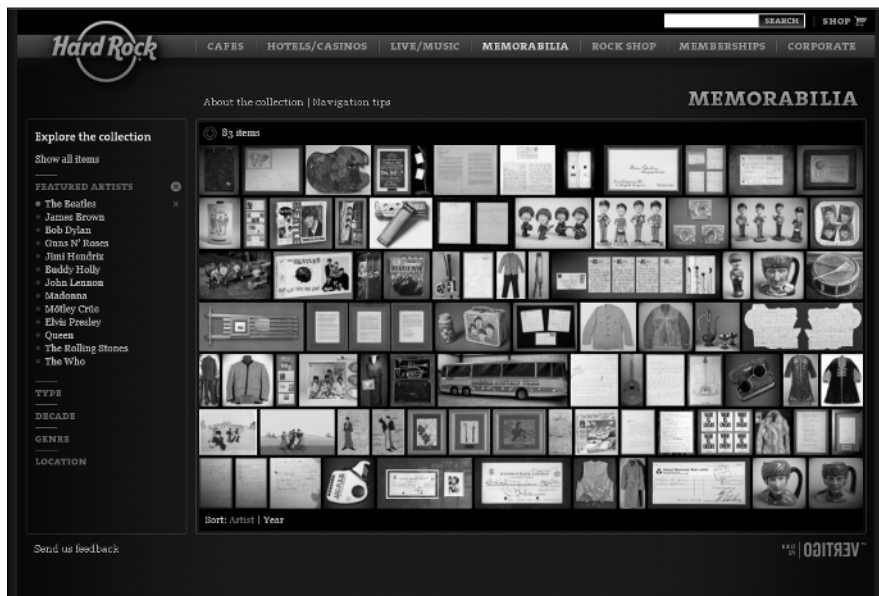 SEARCH | SHOP
Hard Rock
CAFES | HOTELS/CASINOS | LIVE/MUSIC | MEMORABILIA | ROCK SHOP | MEMBERSHIPS | CORPORATE
About the collection | Navigation tips
MEMORABILIA
Explore the collection
Show all items
FEATURED ARTISTS
The Beatles
James Brown
Bob Dylan
Guns N' Roses
Jimi Hendrix
Buddy Holly
John Lennon
Madonna
Mötley Crüe
Elvis Presley
Queen
The Rolling Stones
The Who
TYPE
DECADE
GENRE
LOCATION
83 items
Sort: Artist | Year
Send us feedback
VERTIGO